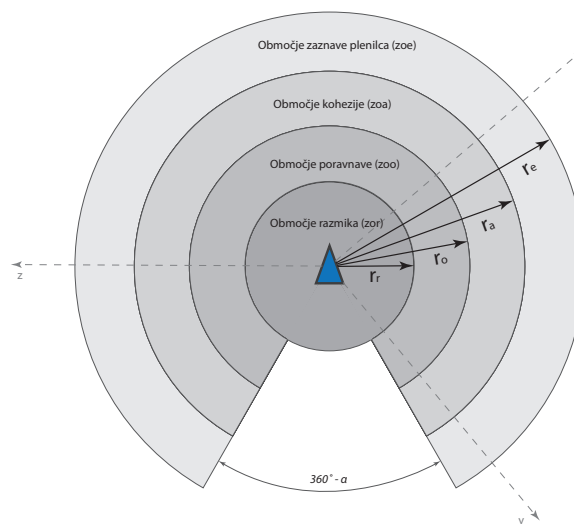 Območje zaznave plenilca (zoe)
Območje kohezije (zoa)
Območje poravnave (zoo)
Območje razmika (zor)
re
ra
ro
rr
z
360˚- a
y